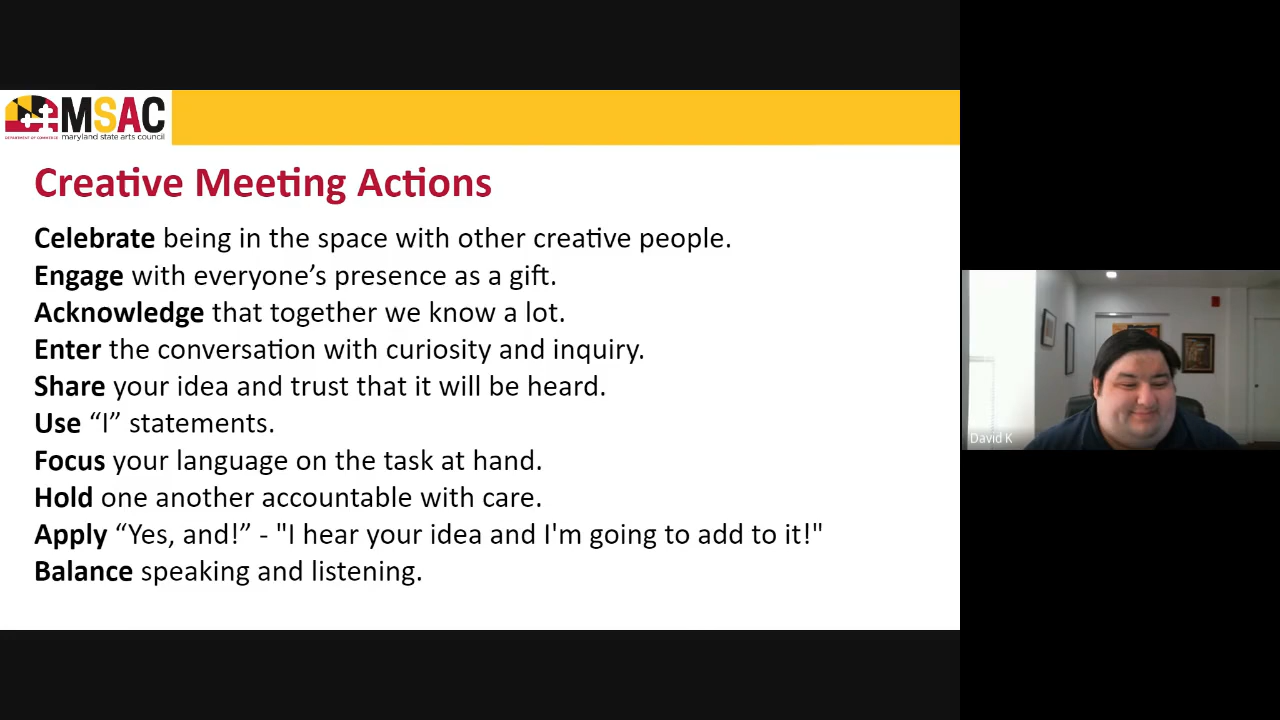 MSAC
DEPARTMENT OF COMMERCE maryland state arts council
Creative Meeting Actions
Celebrate being in the space with other creative people.
Engage with everyone’s presence as a gift.
Acknowledge that together we know a lot.
Enter the conversation with curiosity and inquiry.
Share your idea and trust that it will be heard.
Use “I” statements.
Focus your language on the task at hand.
Hold one another accountable with care.
Apply “Yes, and!” - "I hear your idea and I'm going to add to it!"
Balance speaking and listening.
David K